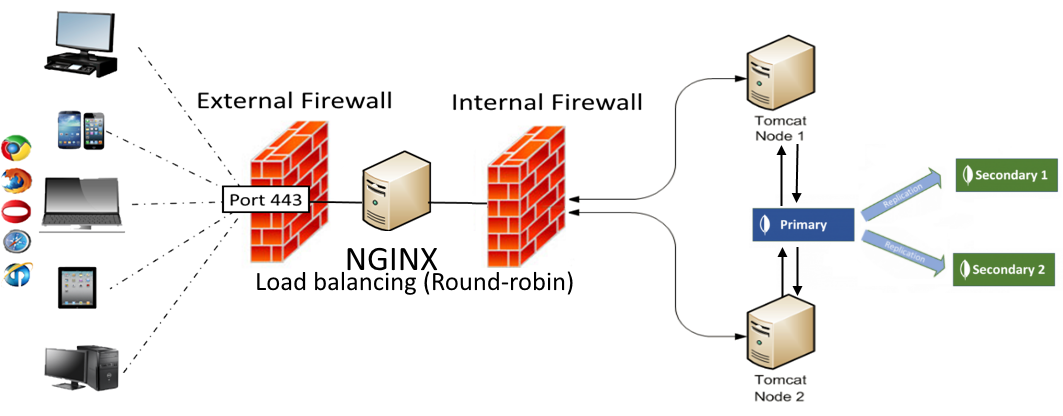 External Firewall
Internal Firewall
Port 443
NGINX
Load balancing (Round-robin)
Tomcat
Node 1
Primary
Replication
Replication
Secondary 1
Secondary 2
Tomcat
Node 2